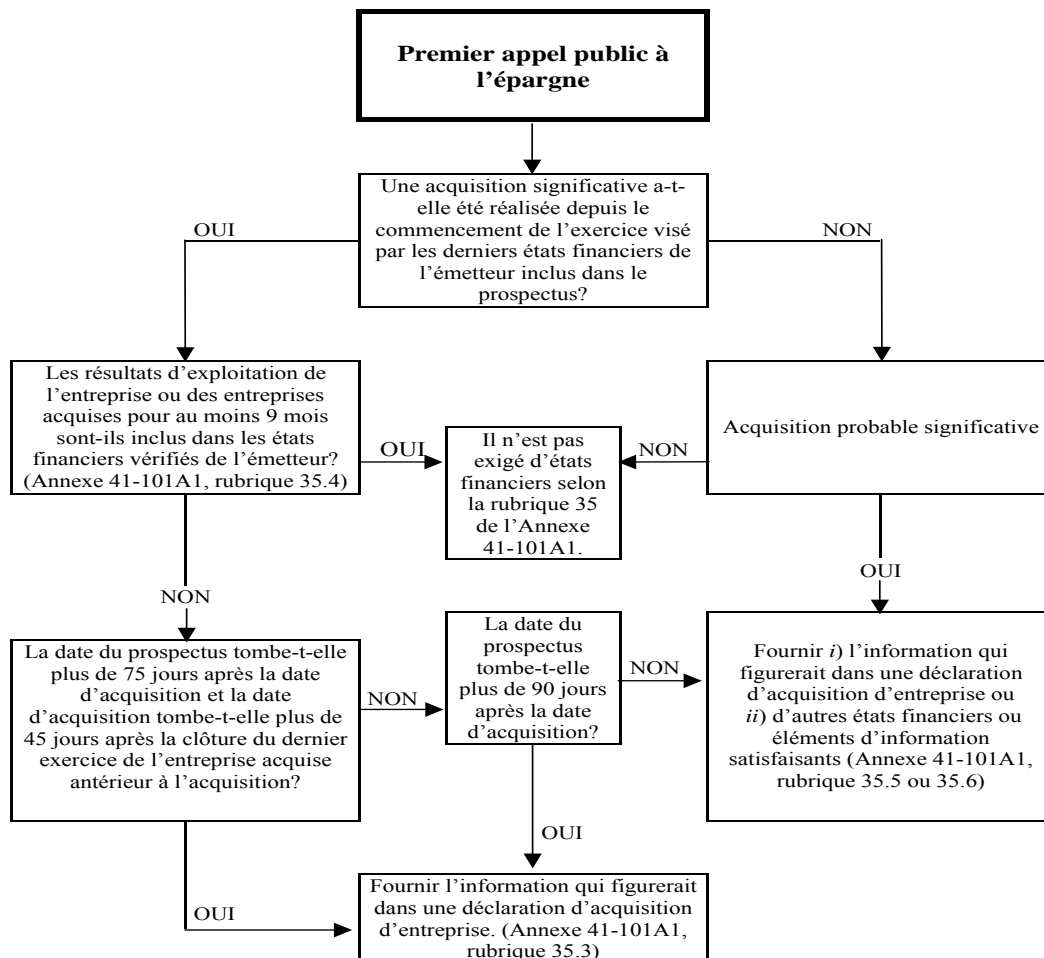 Premier appel public à
l’épargne
Une acquisition significative a-t-
elle été réalisée depuis le
commencement de l’exercice visé
par les derniers états financiers de
l’émetteur inclus dans le
prospectus?
OUI
NON
Les résultats d’exploitation de
l’entreprise ou des entreprises
acquises pour au moins 9 mois
sont-ils inclus dans les états
financiers vérifiés de l’émetteur?
(Annexe 41-101A1, rubrique 35.4)
OUI
Il n’est pas
exigé d’états
financiers selon
la rubrique 35
de l’Annexe
41-101A1.
NON
Acquisition probable significative
NON
OUI
La date du prospectus tombe-t-elle
plus de 75 jours après la date
d’acquisition et la date
d’acquisition tombe-t-elle plus de
45 jours après la clôture du dernier
exercice de l’entreprise acquise
antérieur à l’acquisition?
NON
La date du
prospectus
tombe-t-elle
plus de 90 jours
après la date
d’acquisition?
NON
Fournir i) l’information qui
figurerait dans une déclaration
d’acquisition d’entreprise ou
ii) d’autres états financiers ou
éléments d’information
satisfaisants (Annexe 41-101A1,
rubrique 35.5 ou 35.6)
OUI
OUI
Fournir l’information qui figurerait
dans une déclaration d’acquisition
d’entreprise. (Annexe 41-101A1,
rubrique 35.3)